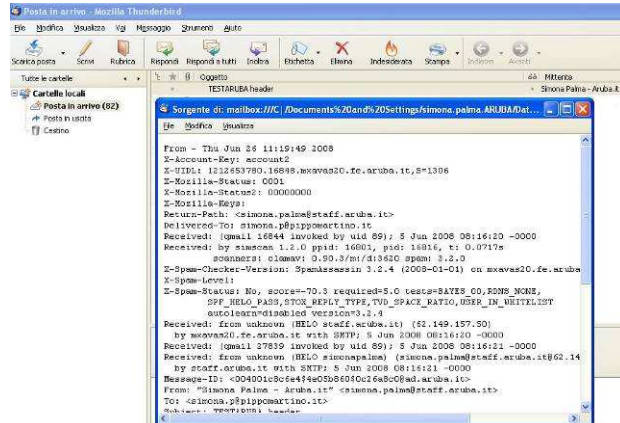 Posta in arrivo - Mozilla Thunderbird
File Modifica Visualizza Vai Messaggio Strumenti Aiuto
Scarica posta Scrivi Rubrica Rispondi Rispondi a tutti Inoltra Etichetta Elimina Indesiderata Stampa Indietro Avanti
Tutte le cartelle
Oggetto Mittente
TESTARUBA header Simona Palma - Aruba.it
Cartelle locali
Posta in arrivo (82)
Posta in uscita
Cestino
Sorgente di: mailbox:///C|/Documents%20and%20Settings/simona.palma.ARUBA/Dat...
File Modifica Visualizza
From - Thu Jun 26 11:19:49 2008
X-Account-Key: account2
X-UIDL: 1212653780.16848.mxavas20.fe.aruba.it,S=1306
X-Mozilla-Status: 0001
X-Mozilla-Status2: 00000000
X-Mozilla-Keys:
Return-Path: <simona.palma@staff.aruba.it>
Delivered-To: simona.p@pippomartino.it
Received: (qmail 16844 invoked by uid 89); 5 Jun 2008 08:16:20 -0000
Received: by simscan 1.2.0 ppid: 16801, pid: 16816, t: 0.0717s
scanners: clamav: 0.90.3/m:/d:3620 spam: 3.2.0
X-Spam-Checker-Version: SpamAssassin 3.2.4 (2008-01-01) on mxavas20.fe.aruba
X-Spam-Level:
X-Spam-Status: No, score=-70.3 required=5.0 tests=BAYES_00,RDNS_NONE,
SPF_HELO_PASS,STOX_REPLY_TYPE,TVD_SPACE_RATIO,USER_IN_WHITELIST
autolearn=disabled version=3.2.4
Received: from unknown (HELO staff.aruba.it) (62.149.157.50)
by mxavas20.fe.aruba.it with SMTP; 5 Jun 2008 08:16:20 -0000
Received: (qmail 27839 invoked by uid 89); 5 Jun 2008 08:16:21 -0000
Received: from unknown (HELO simonapalma) (simona.palma@staff.aruba.it@62.14
by staff.aruba.it with SMTP; 5 Jun 2008 08:16:21 -0000
Message-ID:
From: "Simona Palma - Aruba.it" <simona.palma@staff.aruba.it>
To: <simona.p@pippomartino.it>
Subject: TESTARUBA header